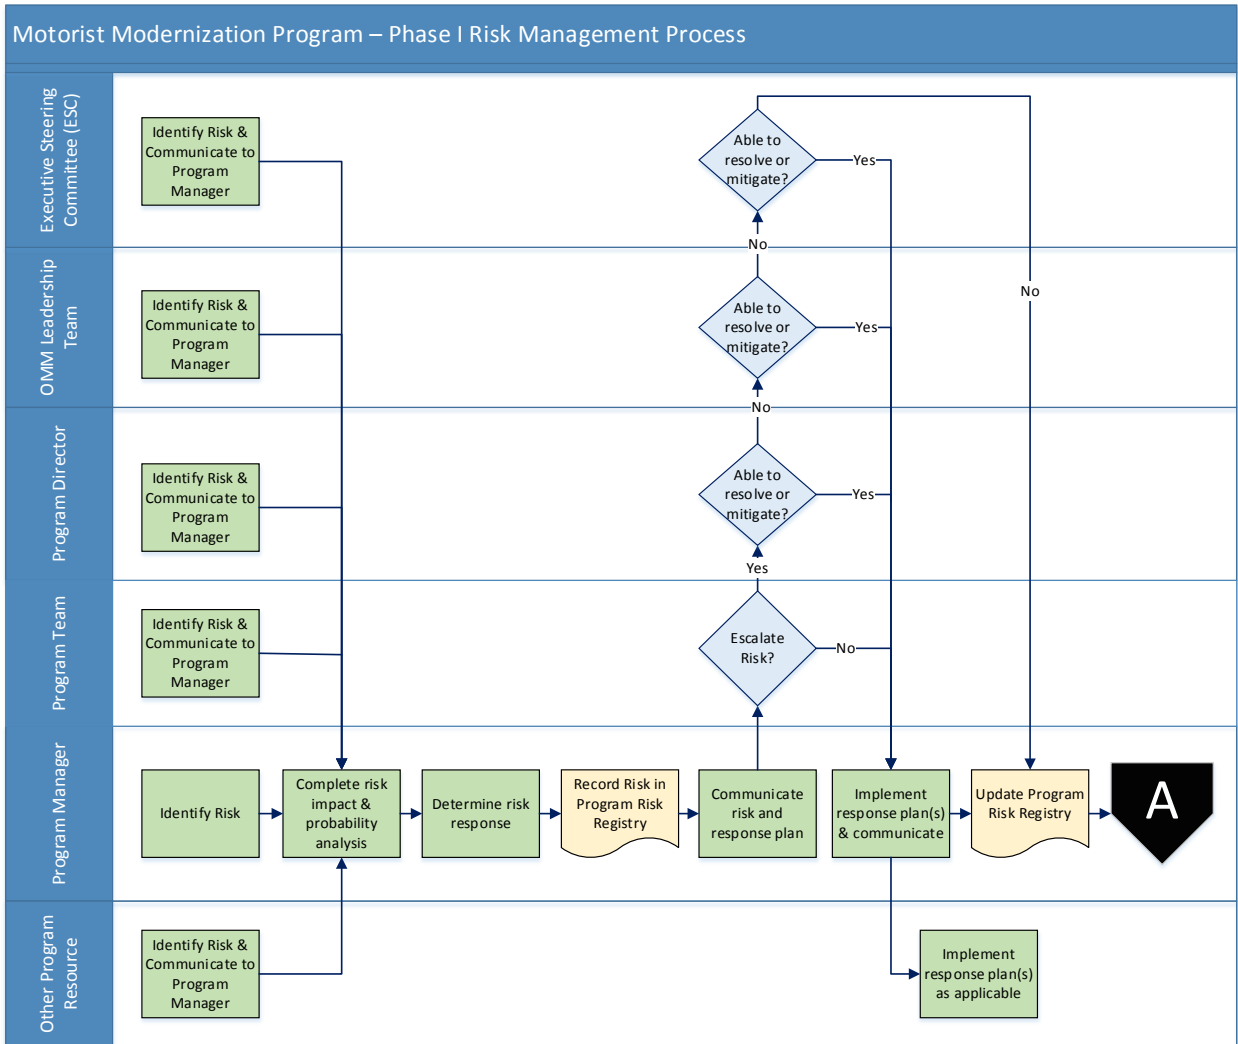 Motorist Modernization Program – Phase I Risk Management Process
Executive Steering
Committee (ESC)
Identify Risk &
Communicate to
Program
Manager
Able to
resolve or
mitigate?
Yes
No
OMM Leadership
Team
Identify Risk &
Communicate to
Program
Manager
Able to
resolve or
mitigate?
Yes
No
No
Program Director
Identify Risk &
Communicate to
Program
Manager
Able to
resolve or
mitigate?
Yes
Yes
Program Team
Identify Risk &
Communicate to
Program
Manager
Escalate
Risk?
No
Program Manager
Identify Risk
Complete risk
impact &
probability
analysis
Determine risk
response
Record Risk in
Program Risk
Registry
Communicate
risk and
response plan
Implement
response plan(s)
& communicate
Update Program
Risk Registry
A
Other Program
Resource
Identify Risk &
Communicate to
Program
Manager
Implement
response plan(s)
as applicable